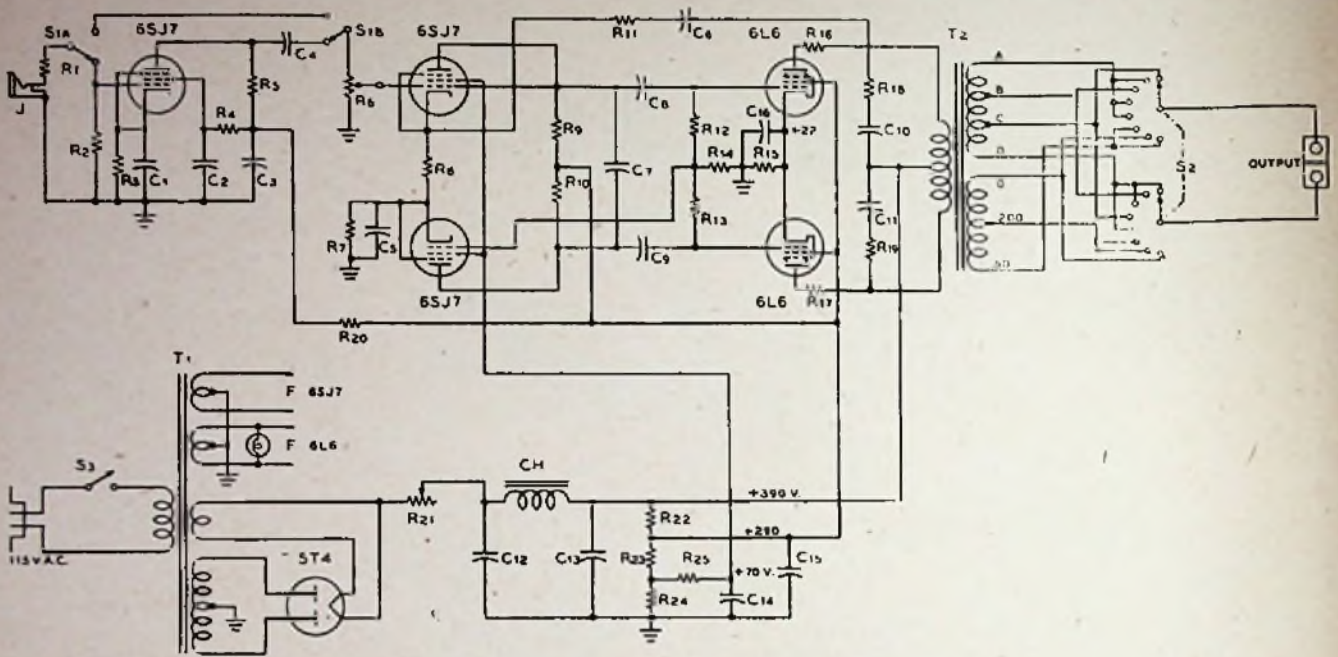 S1A
R1
J
R2
6SJ7
R3
C1
R4
C2
R5
C3
C4
S1B
R6
6SJ7
R6
R7
C5
6SJ7
R11
C6
C8
R9
R10
C7
C9
R12
R13
R14
R15
C16
+27
6L6
R16
6L6
R17
R18
C10
C11
R19
T2
A
B
C
D
0
200
50
S2
OUTPUT
R20
T1
F 6SJ7
F 6L6
S3
115 V A.C.
5T4
R21
CH
C12
C13
+390 V.
R22
+290
R23
R25
+70 V.
R24
C14
C15